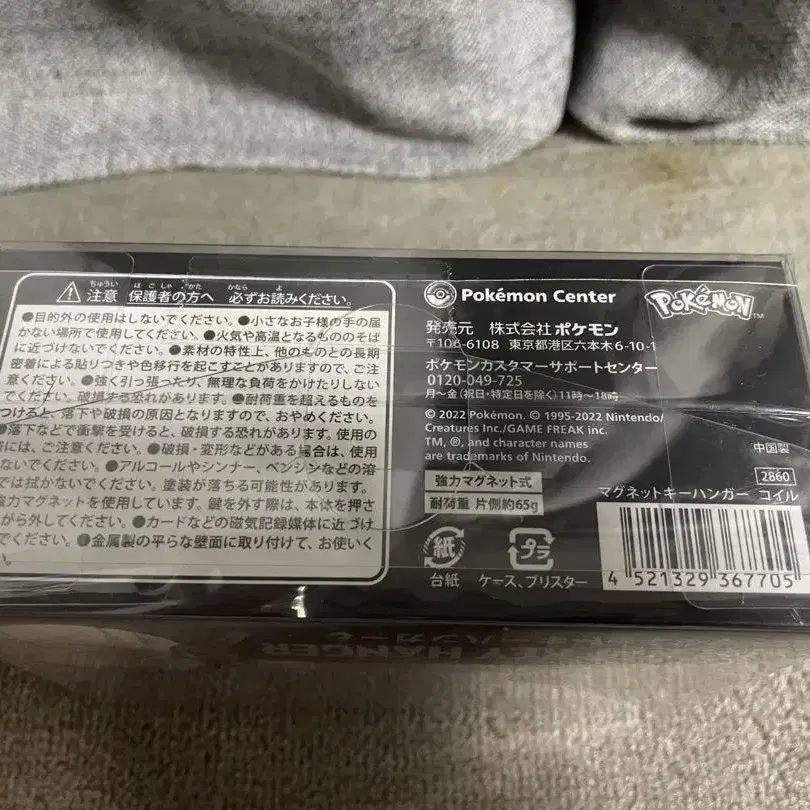 注意 保護者の方へ 必ずお読みください。
ちゅうい ほごしゃ かた かなら よ
●目的外の使用はしないでください。●小さなお子様の手の届
かない場所で使用してください。●火気や高温となるもののそば
に近づけないでください。●素材の特性上、他のものとの長期
密着による貼りつきや色移行を起こすことがありますので、ご注
意ください。●強く引っ張ったり、無理な負荷をかけたりしない
でください。破損する恐れがあります。●耐荷重を超えるものを
つけると、落下や破損の原因となりますので、おやめください。
●落下などで衝撃を受けると、破損する恐れがあります。使用の
際には、ご注意ください。●破損・変形などがある場合は、使用
しないでください。●アルコールやシンナー、ベンジンなどの溶
では拭かないでください。塗装が落ちる可能性があります。
強力マグネットを使用しています。鍵を外す際は、本体を押さ
がら外してください。●カードなどの磁気記録媒体に近づけ
でください。●金属製の平らな壁面に取り付けて、お使いく
Pokémon Center
POKéMON TM
発売元 株式会社ポケモン
〒106-6108 東京都港区六本木6-10-1
ポケモンカスタマーサポートセンター
0120-049-725
月～金(祝日・特定日を除く)11時～18時
© 2022 Pokémon. © 1995-2022 Nintendo/
Creatures Inc./GAME FREAK inc.
TM, ®, and character names
are trademarks of Nintendo.
中国製
強力マグネット式
耐荷重 片側約65g
2860
マグネットキーハンガー コイル
紙
台紙
プラ
ケース、ブリスター
4 521329 367705
KEY HANGER